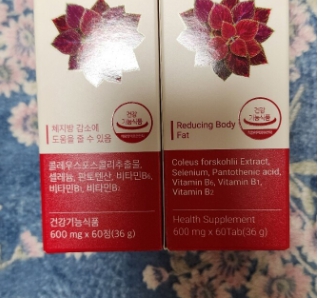 체지방 감소에
도움을 줄 수 있음
건강
기능식품
콜레우스포스콜리추출물,
셀레늄, 판토텐산, 비타민B₆,
비타민B₁, 비타민B₂
건강기능식품
600 mg x 60정(36 g)
Reducing Body
Fat
건강
기능식품
Coleus forskohlii Extract,
Selenium, Pantothenic acid,
Vitamin B₆, Vitamin B₁,
Vitamin B₂
Health Supplement
600 mg x 60Tab(36 g)